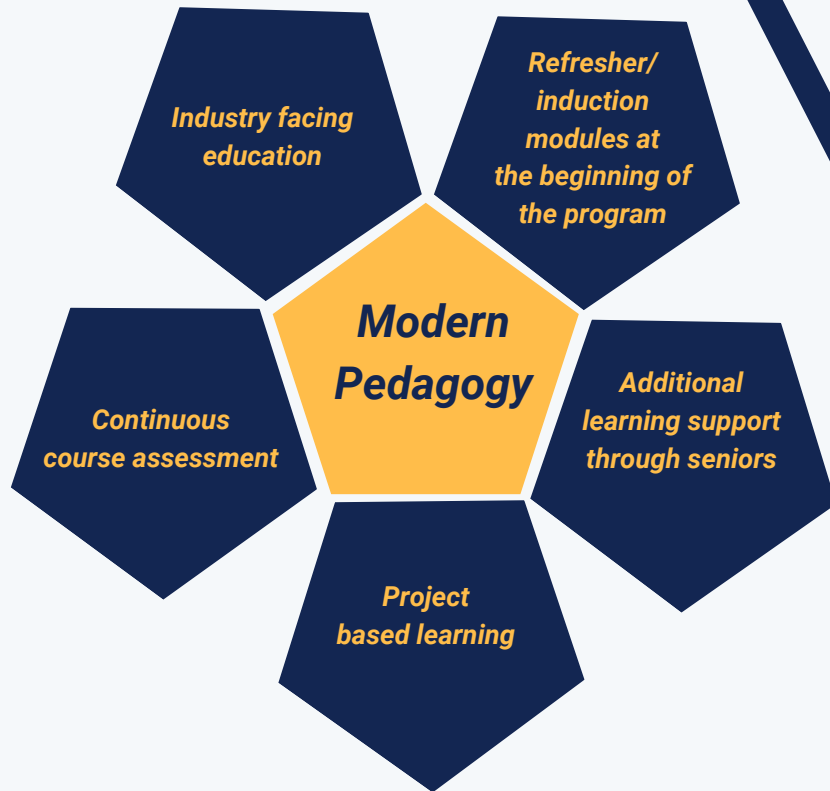 Industry facing
education
Refresher/
induction
modules at
the beginning of
the program
Modern
Pedagogy
Additional
learning support
through seniors
Continuous
course assessment
Project
based learning